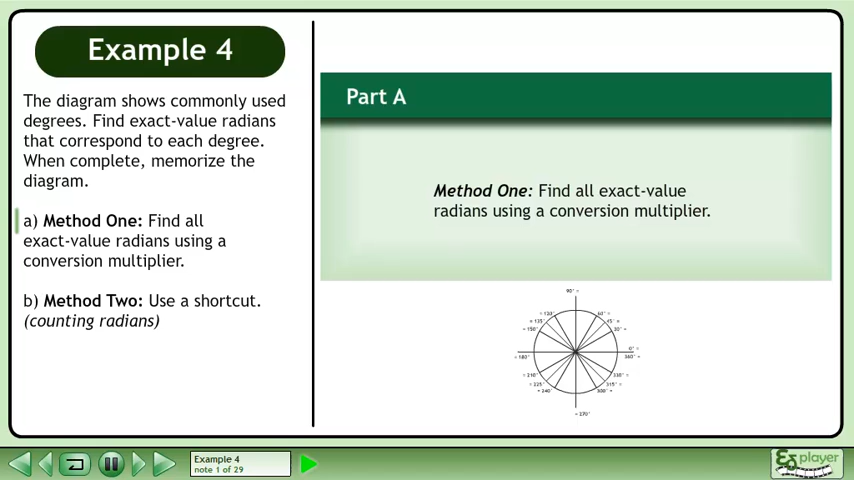 Example 4
The diagram shows commonly used
degrees. Find exact-value radians
that correspond to each degree.
When complete, memorize the
diagram.
a) Method One: Find all
exact-value radians using a
conversion multiplier.
b) Method Two: Use a shortcut.
(counting radians)
Part A
Method One: Find all exact-value
radians using a conversion multiplier.
90° =
= 120°
60° =
= 135°
45° =
= 150°
30° =
0° =
= 180°
360° =
= 210°
330° =
= 225°
315° =
= 240°
300° =
= 270°
Example 4
note 1 of 29
player